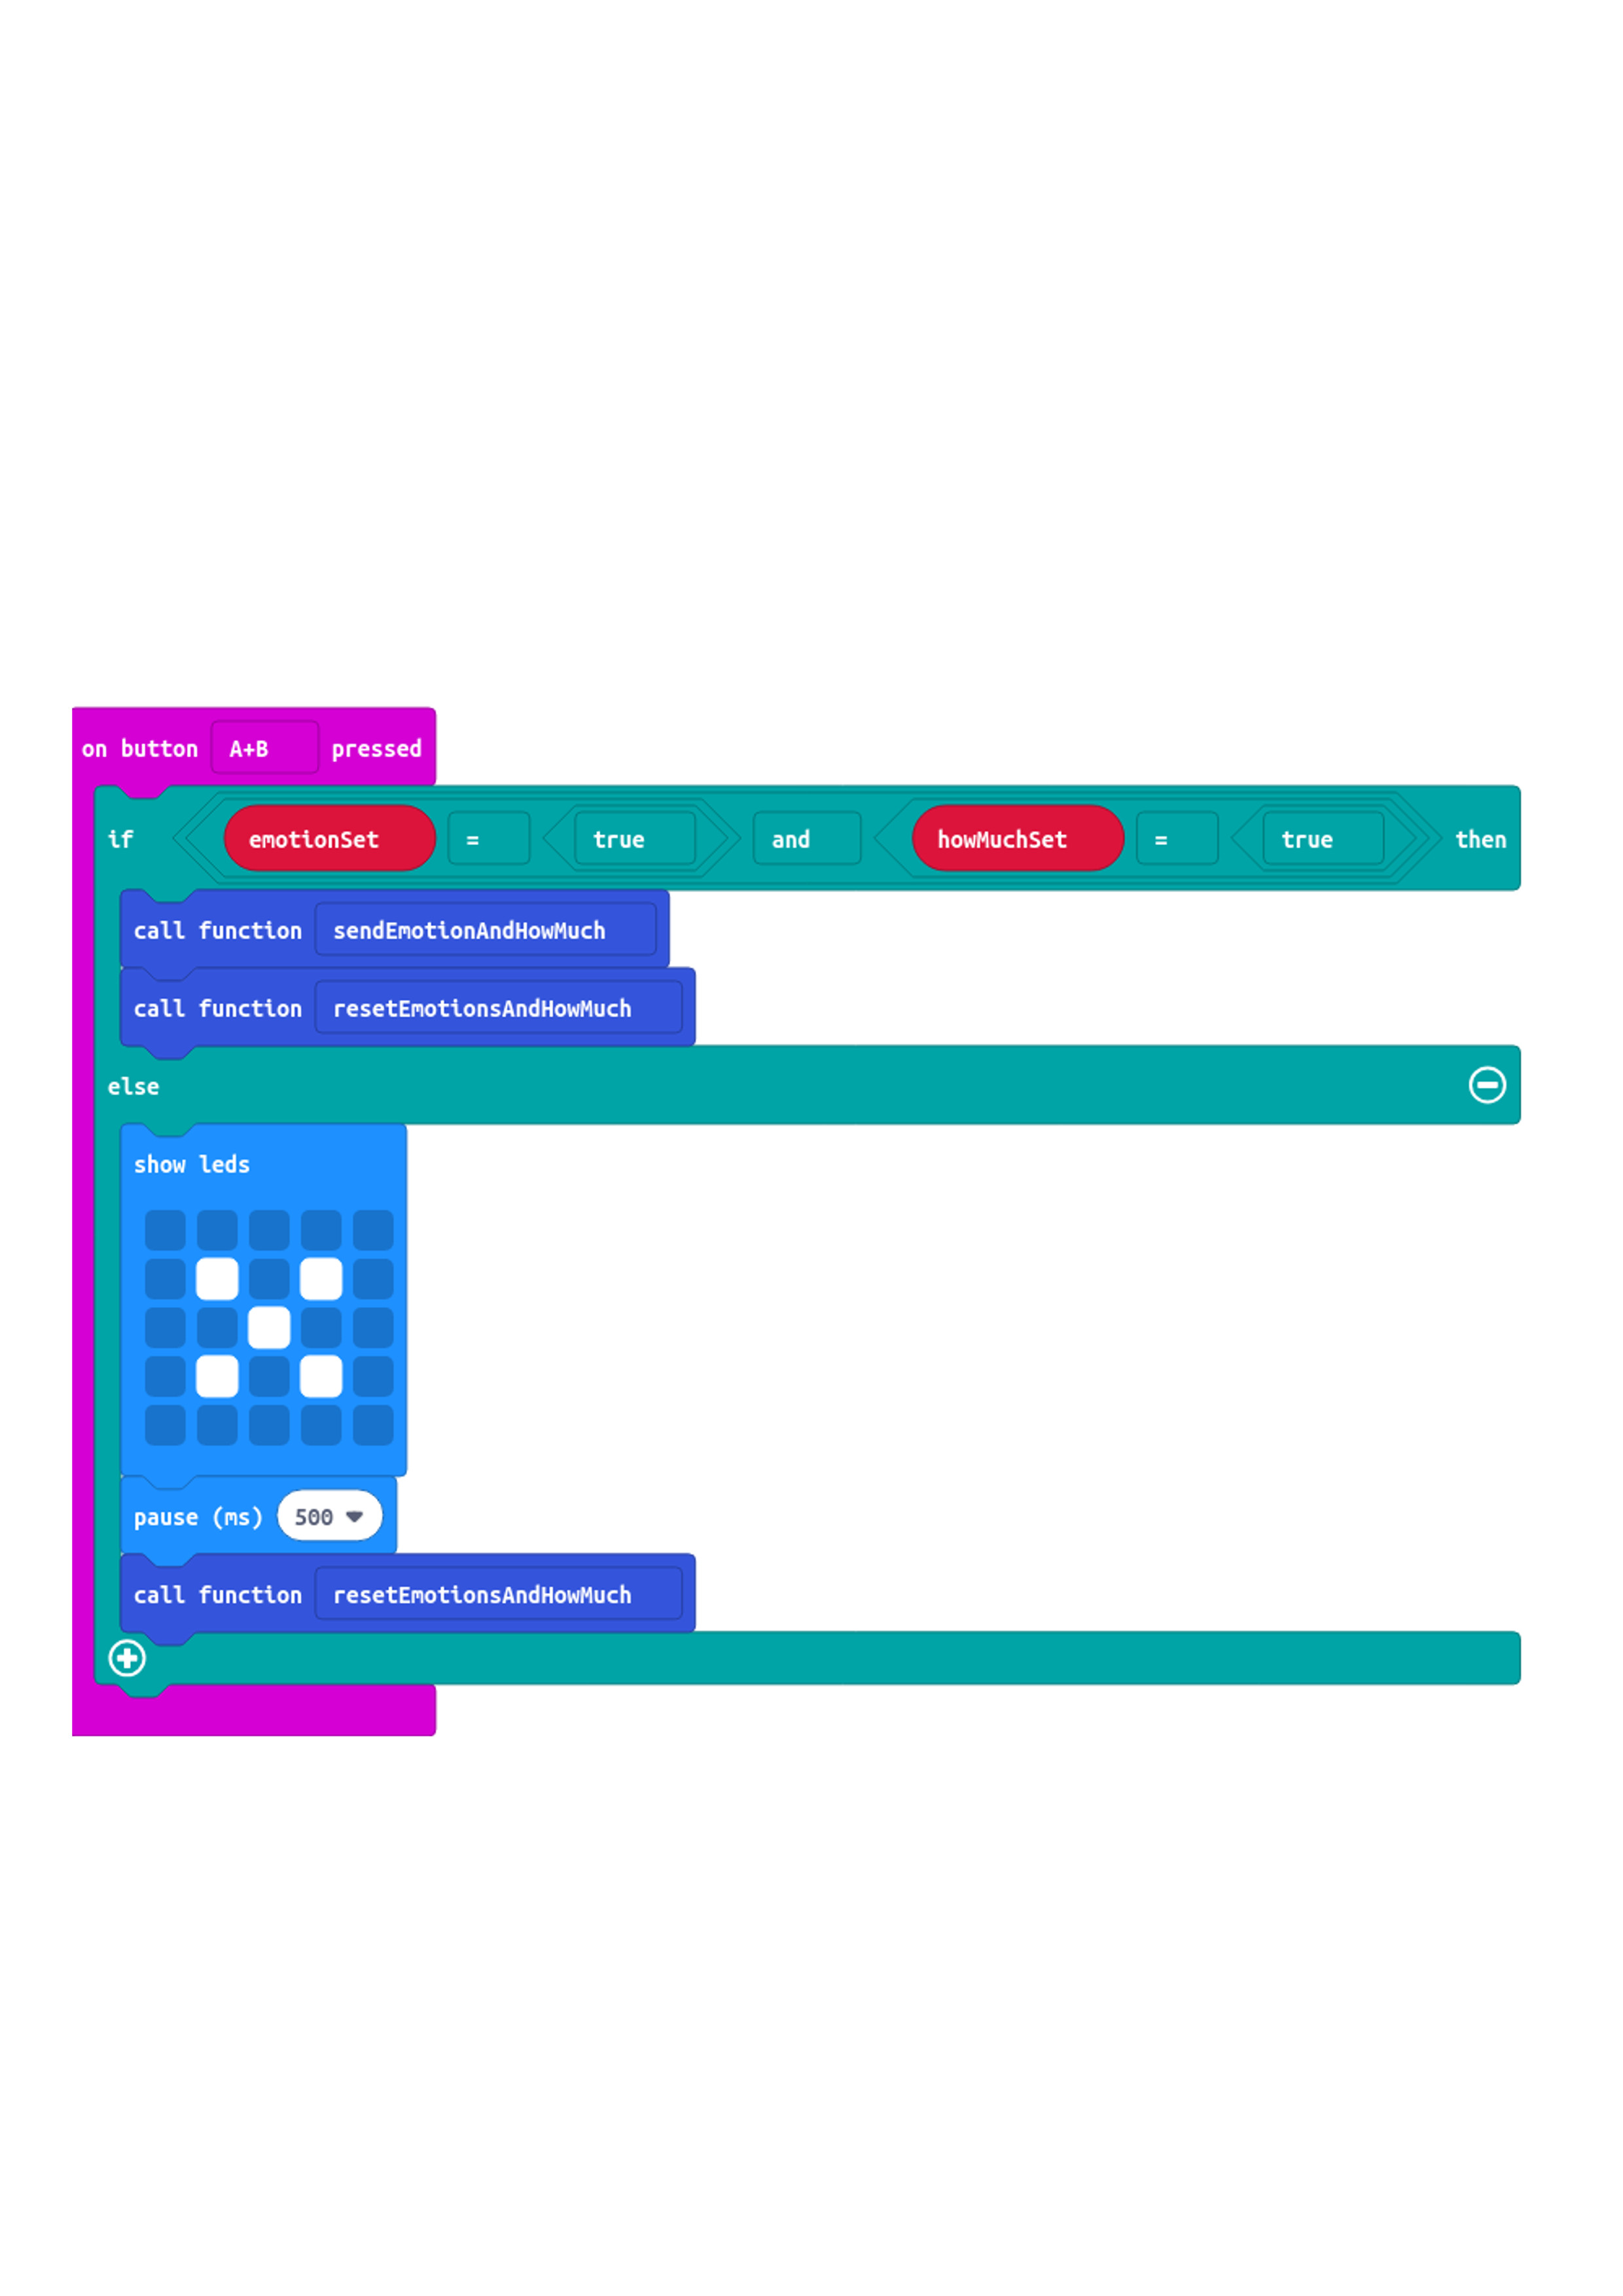 on button A+B pressed
if emotionSet = true and howMuchSet = true then
call function sendEmotionAndHowMuch
call function resetEmotionsAndHowMuch
else
show leds
pause (ms) 500
call function resetEmotionsAndHowMuch